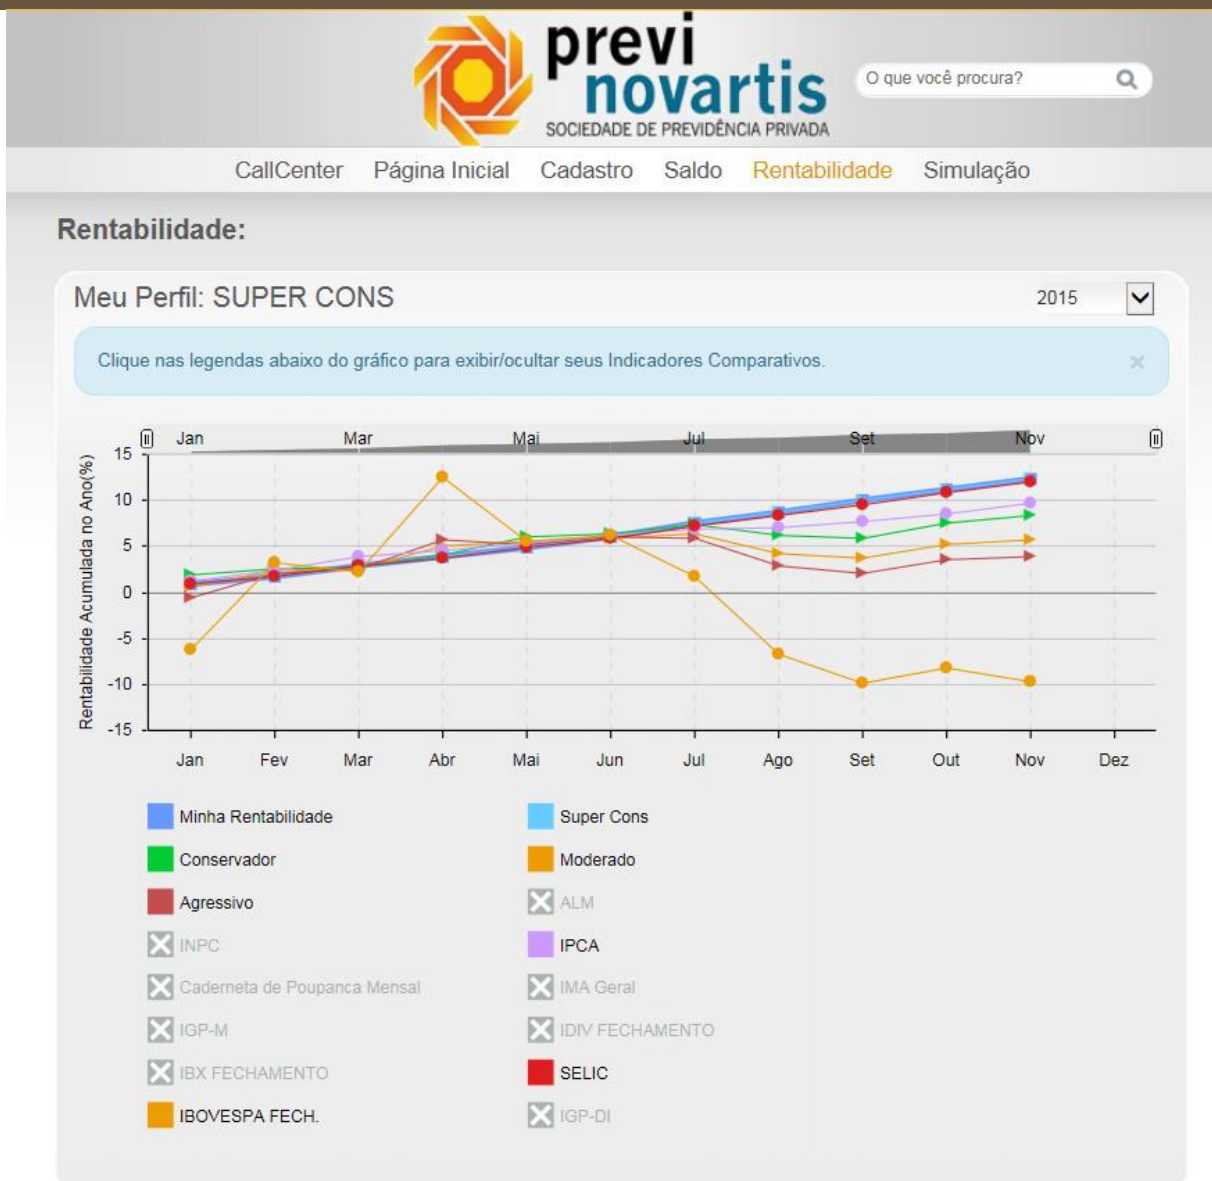 previ
novartis
SOCIEDADE DE PREVIDÊNCIA PRIVADA
O que você procura?
CallCenter Página Inicial Cadastro Saldo Rentabilidade Simulação
Rentabilidade:
Meu Perfil: SUPER CONS 2015
Clique nas legendas abaixo do gráfico para exibir/ocultar seus Indicadores Comparativos. ×
Jan Mar Mai Jul Set Nov
Rentabilidade Acumulada no Ano(%)
15
10
5
0
-5
-10
-15
Jan Fev Mar Abr Mai Jun Jul Ago Set Out Nov Dez
Minha Rentabilidade Super Cons
Conservador Moderado
Agressivo ALM
INPC IPCA
Caderneta de Poupanca Mensal IMA Geral
IGP-M IDIV FECHAMENTO
IBX FECHAMENTO SELIC
IBOVESPA FECH. IGP-DI